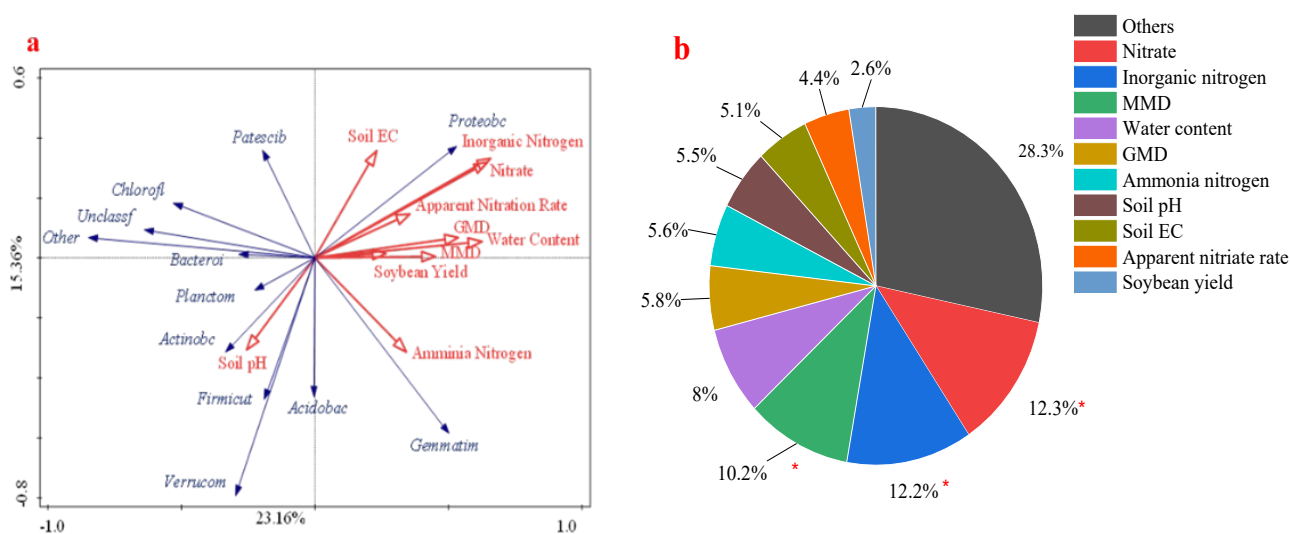 a
0.6
15.36%
-0.8
-1.0
23.16%
1.0
Patescib
Soil EC
Proteobc
Inorganic Nitrogen
Nitrate
Chlorofl
Unclassf
Other
Apparent Nitration Rate
GMD
Water Content
MMD
Bacteroi
Soybean Yield
Planctom
Actinobc
Soil pH
Amminia Nitrogen
Firmicut
Acidobac
Gemmatim
Verrucom
b
2.6%
4.4%
5.1%
5.5%
5.6%
5.8%
8%
10.2%
*
12.2%*
12.3%*
28.3%
Others
Nitrate
Inorganic nitrogen
MMD
Water content
GMD
Ammonia nitrogen
Soil pH
Soil EC
Apparent nitriate rate
Soybean yield